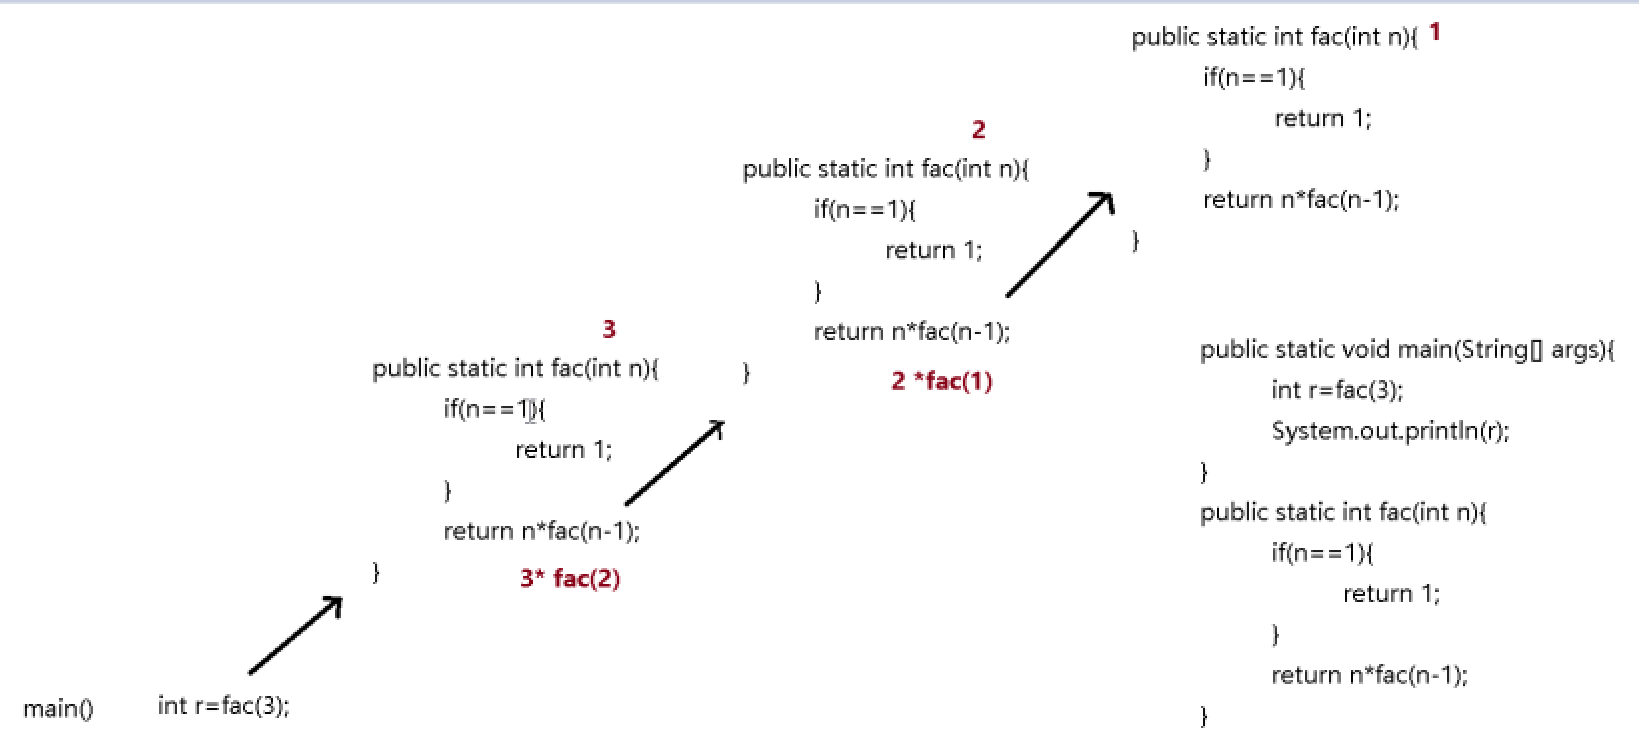 public static int fac(int n){ 1
if(n==1){
return 1;
}
return n*fac(n-1);
}
2
public static int fac(int n){
if(n==1){
return 1;
}
return n*fac(n-1);
}
2 *fac(1)
3
public static int fac(int n){
if(n==1){
return 1;
}
return n*fac(n-1);
}
3* fac(2)
main() int r=fac(3);
public static void main(String[] args){
int r=fac(3);
System.out.println(r);
}
public static int fac(int n){
if(n==1){
return 1;
}
return n*fac(n-1);
}